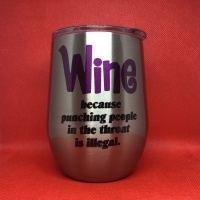 Wine
because
punching people
in the throat
is illegal.